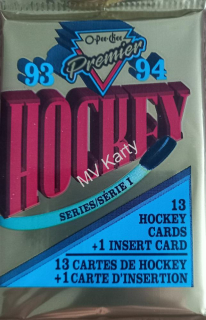 O-Pee-Chee
Premier
93 94
HOCKEY
MV Karty
SERIES/SÉRIE 1
13
HOCKEY
CARDS
+1 INSERT CARD
13 CARTES DE HOCKEY
+1 CARTE D'INSERTION